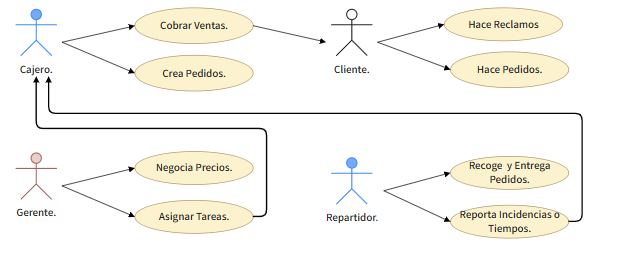 Cobrar Ventas.
Hace Reclamos
Cajero.
Crea Pedidos.
Cliente.
Hace Pedidos.
Negocia Precios.
Recoge y Entrega
Pedidos.
Gerente.
Asignar Tareas.
Repartidor.
Reporta Incidencias o
Tiempos.